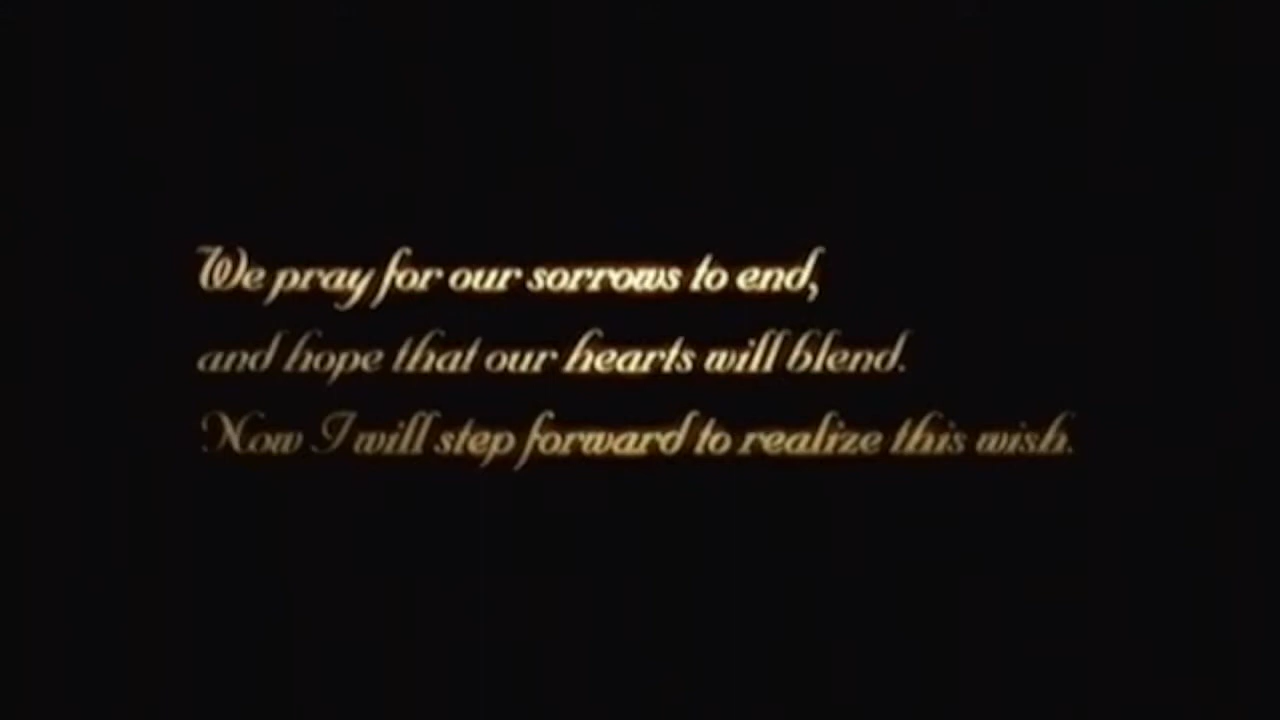 We pray for our sorrows to end,
and hope that our hearts will blend.
Now I will step forward to realize this wish.